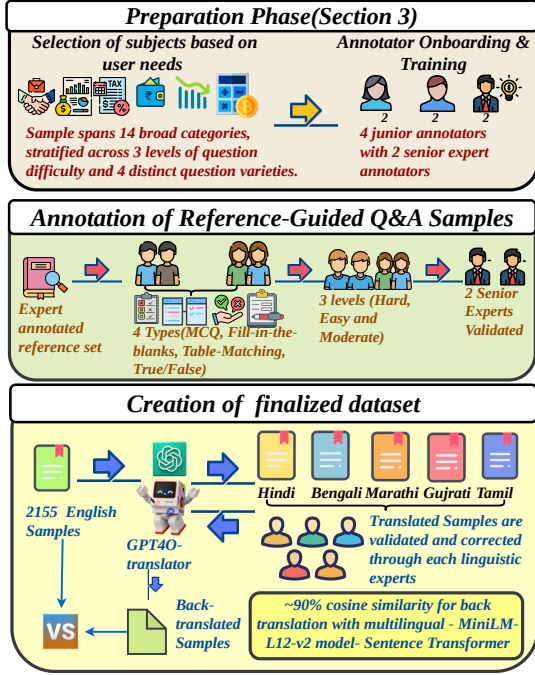 Preparation Phase(Section 3)
Selection of subjects based on
user needs
Annotator Onboarding &
Training
TAX
2 2 2
Sample spans 14 broad categories,
stratified across 3 levels of question
difficulty and 4 distinct question varieties.
4 junior annotators
with 2 senior expert
annotators
Annotation of Reference-Guided Q&A Samples
Expert
annotated
reference set
4 Types(MCQ, Fill-in-the-
blanks, Table-Matching,
True/False)
3 levels (Hard,
Easy and
Moderate)
2 Senior
Experts
Validated
Creation of finalized dataset
2155 English
Samples
GPT4O-
translator
Hindi Bengali Marathi Gujrati Tamil
Translated Samples are
validated and corrected
through each linguistic
experts
VS
Back-
translated
Samples
~90% cosine similarity for back
translation with multilingual - MiniLM-
L12-v2 model- Sentence Transformer